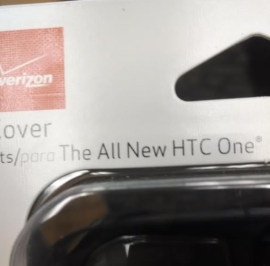 verizon
over
ts/para The All New HTC One®